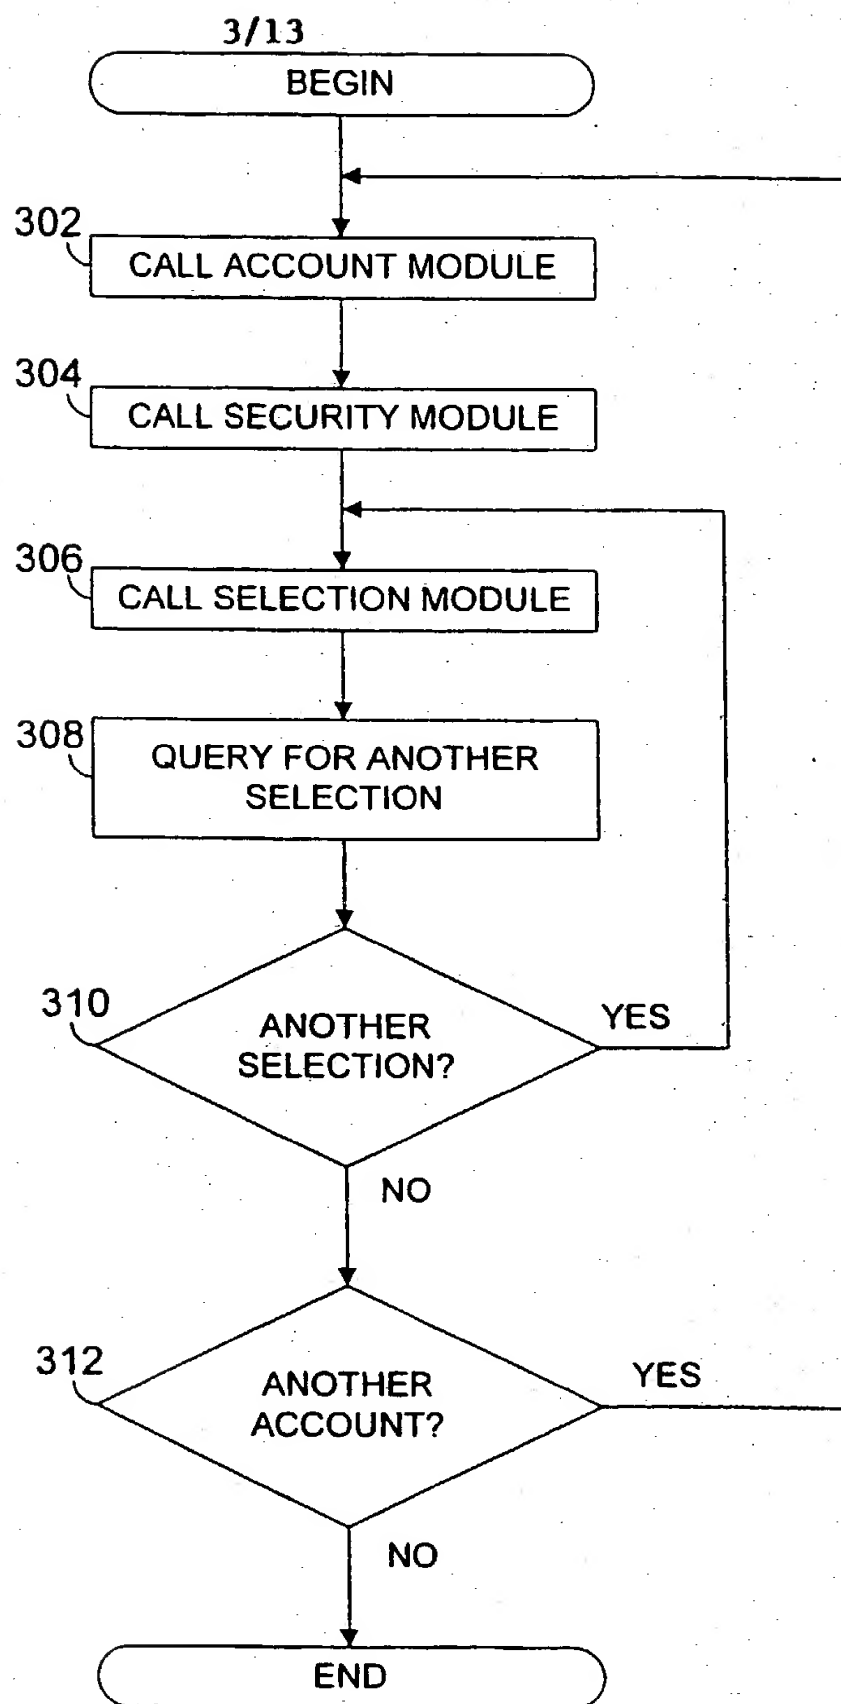 3/13
BEGIN
302
CALL ACCOUNT MODULE
304
CALL SECURITY MODULE
306
CALL SELECTION MODULE
308
QUERY FOR ANOTHER
SELECTION
310
ANOTHER
SELECTION?
YES
NO
312
ANOTHER
ACCOUNT?
YES
NO
END